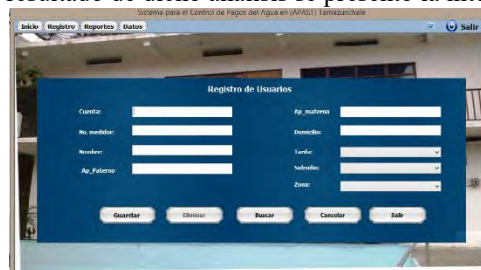 resultado de dicho análisis se presentó la inte
Sistema para el Control de Pagos del Agua en (APAST) Tamazunchale
Inicio Registro Reportes Datos Salir
Registro de Usuarios
Cuenta: Ap_materno
No. medidor: Domicilio:
Nombre: Tarifa:
Ap_Paterno Subsidio:
Zona:
Guardar Eliminar Buscar Cancelar Salir